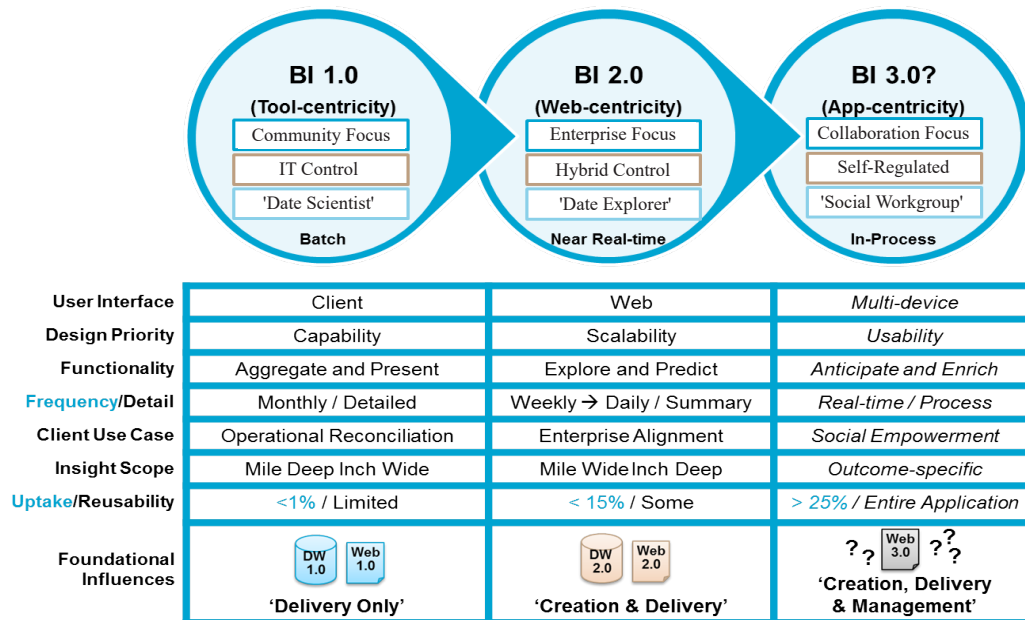 BI 1.0
(Tool-centricity)
Community Focus
IT Control
'Date Scientist'
Batch
BI 2.0
(Web-centricity)
Enterprise Focus
Hybrid Control
'Date Explorer'
Near Real-time
BI 3.0?
(App-centricity)
Collaboration Focus
Self-Regulated
'Social Workgroup'
In-Process
User Interface Client Web Multi-device
Design Priority Capability Scalability Usability
Functionality Aggregate and Present Explore and Predict Anticipate and Enrich
Frequency/Detail Monthly / Detailed Weekly → Daily / Summary Real-time / Process
Client Use Case Operational Reconciliation Enterprise Alignment Social Empowerment
Insight Scope Mile Deep Inch Wide Mile Wide Inch Deep Outcome-specific
Uptake/Reusability <1% / Limited < 15% / Some > 25% / Entire Application
Foundational
Influences
DW
1.0
Web
1.0
‘Delivery Only’
DW
2.0
Web
2.0
‘Creation & Delivery’
? ? Web ? ? ?
3.0
‘Creation, Delivery
& Management’